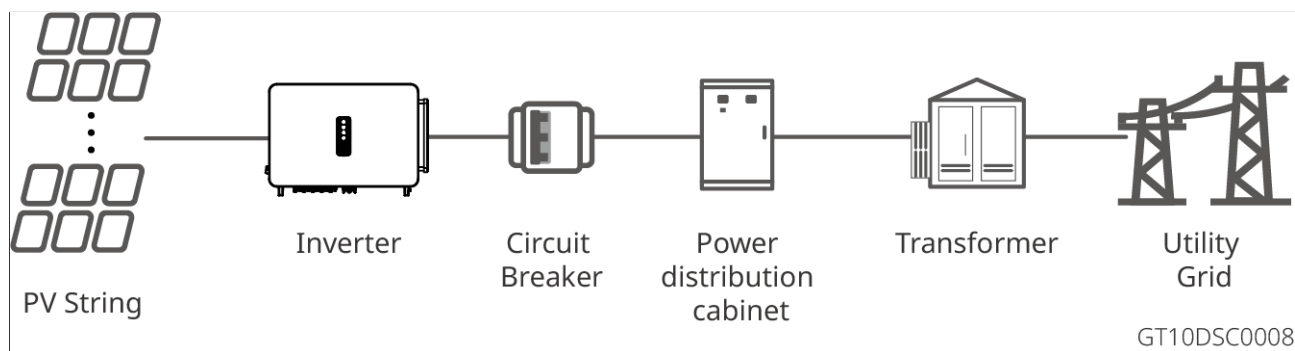 PV String
Inverter
Circuit
Breaker
Power
distribution
cabinet
Transformer
Utility
Grid
GT10DSC0008